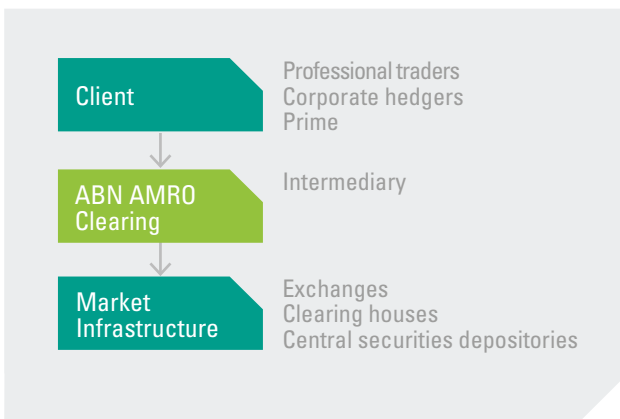 Client
Professional traders
Corporate hedgers
Prime
ABN AMRO
Clearing
Intermediary
Market
Infrastructure
Exchanges
Clearing houses
Central securities depositories